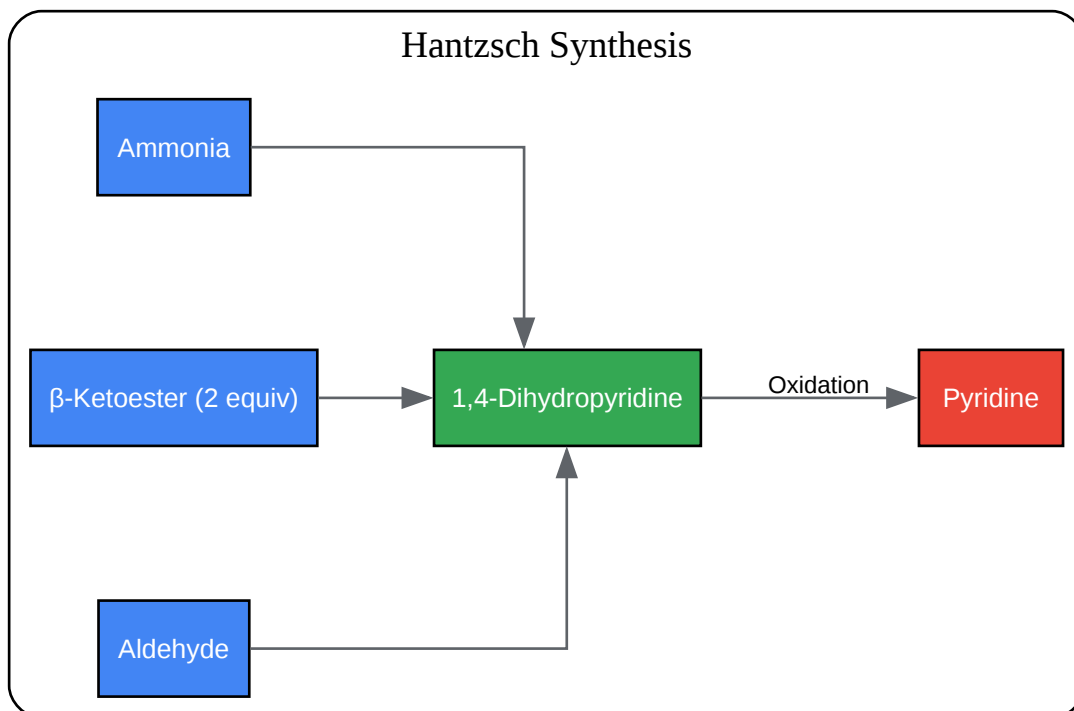 Hantzsch Synthesis
Ammonia
β-Ketoester (2 equiv)
1,4-Dihydropyridine
Oxidation
Pyridine
Aldehyde